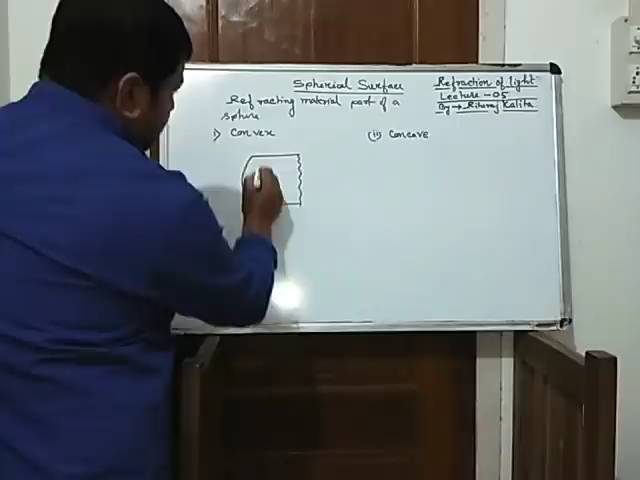 Spherical Surface
Refraction of light
Lecture - 05
By → Rituraj Kalita
Refracting material part of a
sphere
i) Convex
(ii) Concave